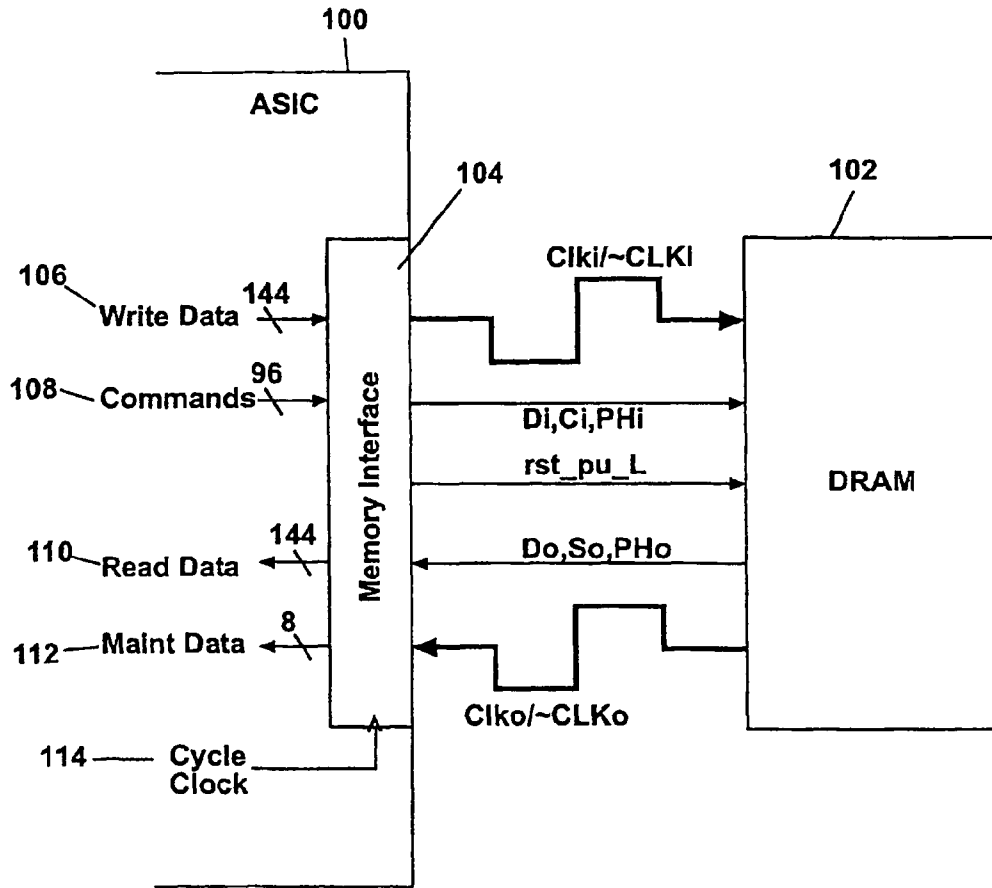 100
ASIC
104
102
Clki/~CLKi
106
144
Write Data
96
108
Commands
Di,Ci,PHi
rst_pu_L
Memory Interface
DRAM
144
Do,So,PHo
110
Read Data
8
112
Maint Data
Clko/~CLKo
114
Cycle
Clock